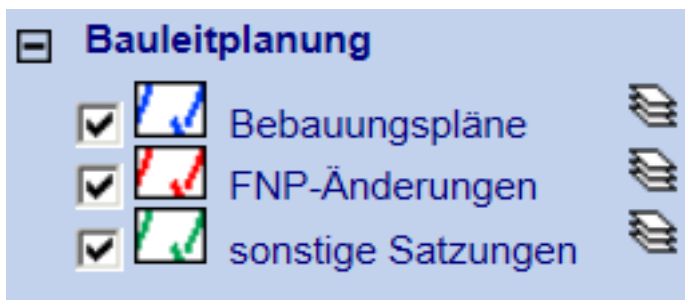 Bauleitplanung
Bebauungspläne
FNP-Änderungen
sonstige Satzungen